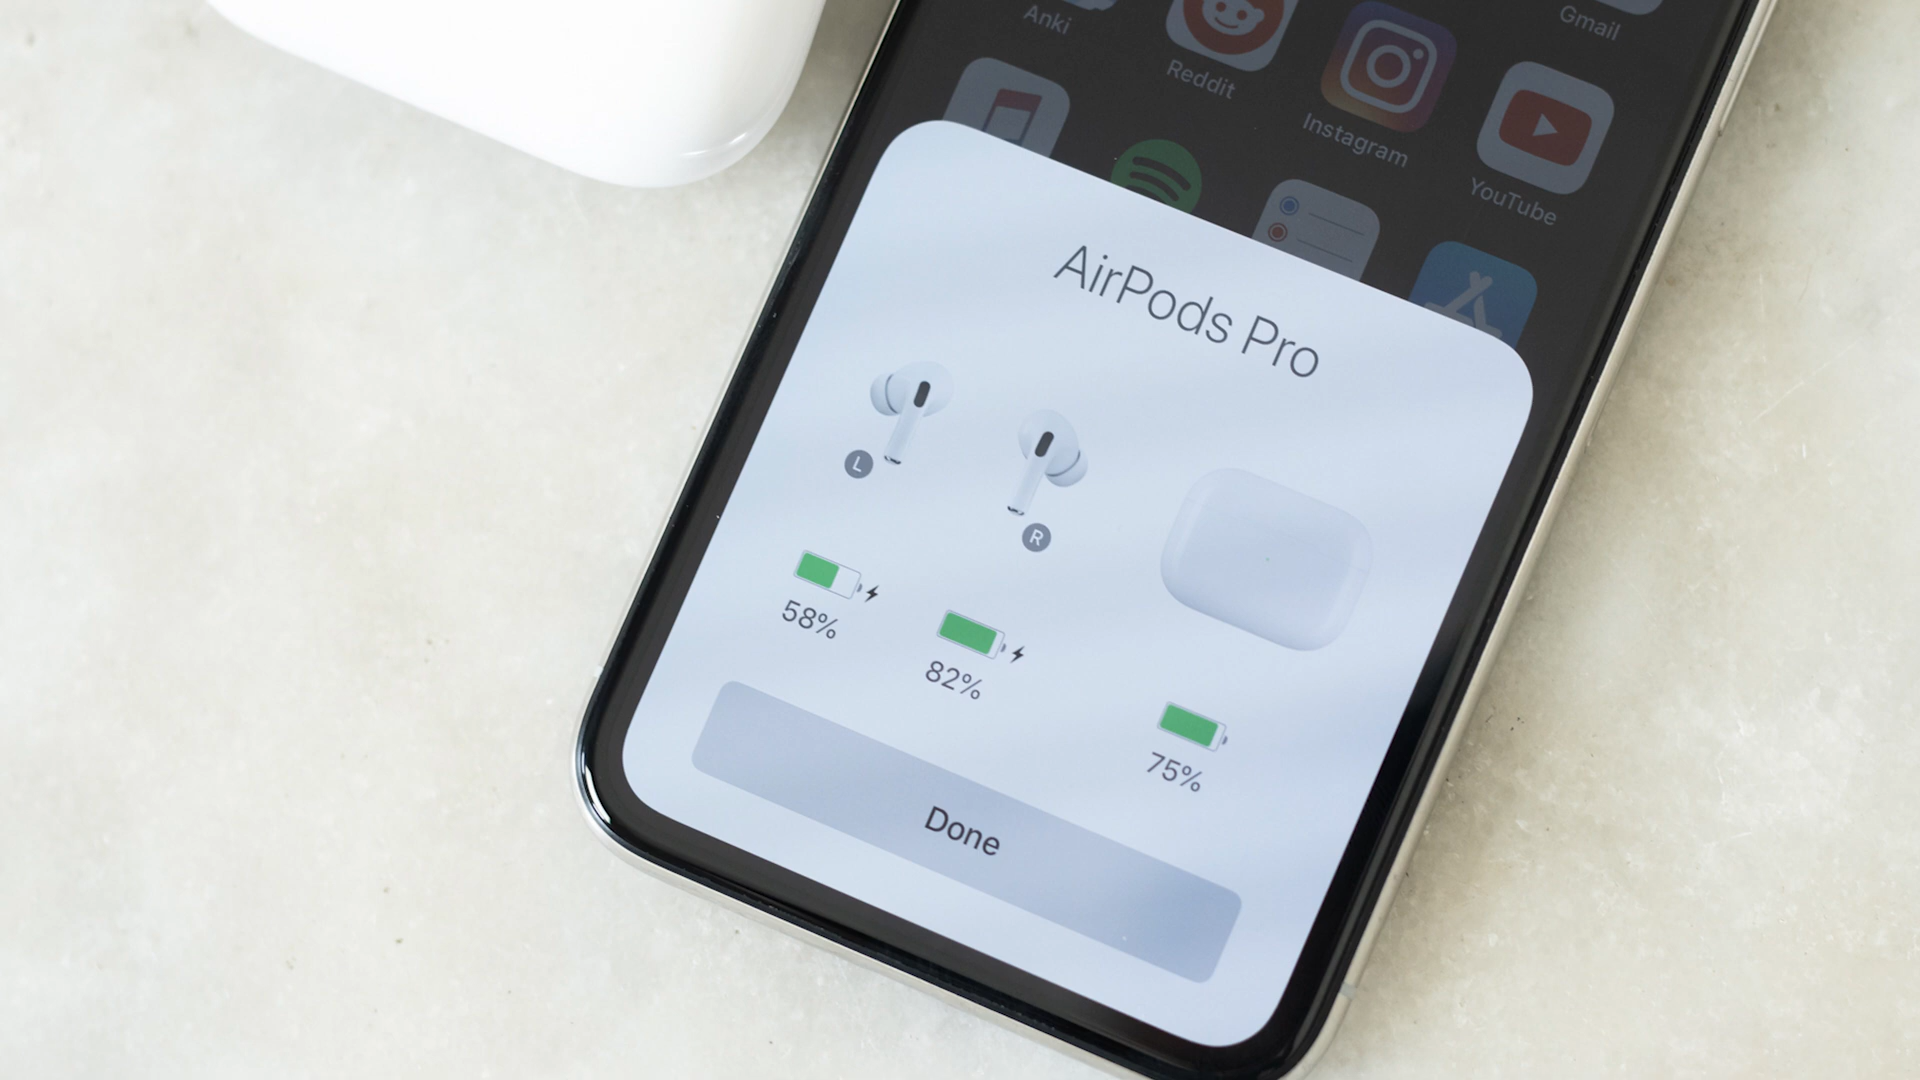 Anki
Reddit
Instagram
Gmail
YouTube
AirPods Pro
L
R
58%
82%
75%
Done